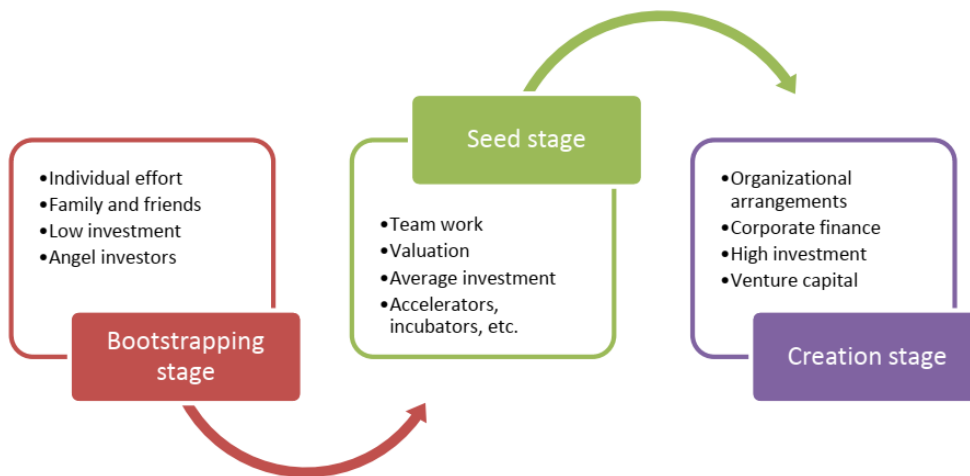 •Individual effort
•Family and friends
•Low investment
•Angel investors
Bootstrapping
stage
Seed stage
•Team work
•Valuation
•Average investment
•Accelerators,
incubators, etc.
•Organizational
arrangements
•Corporate finance
•High investment
•Venture capital
Creation stage